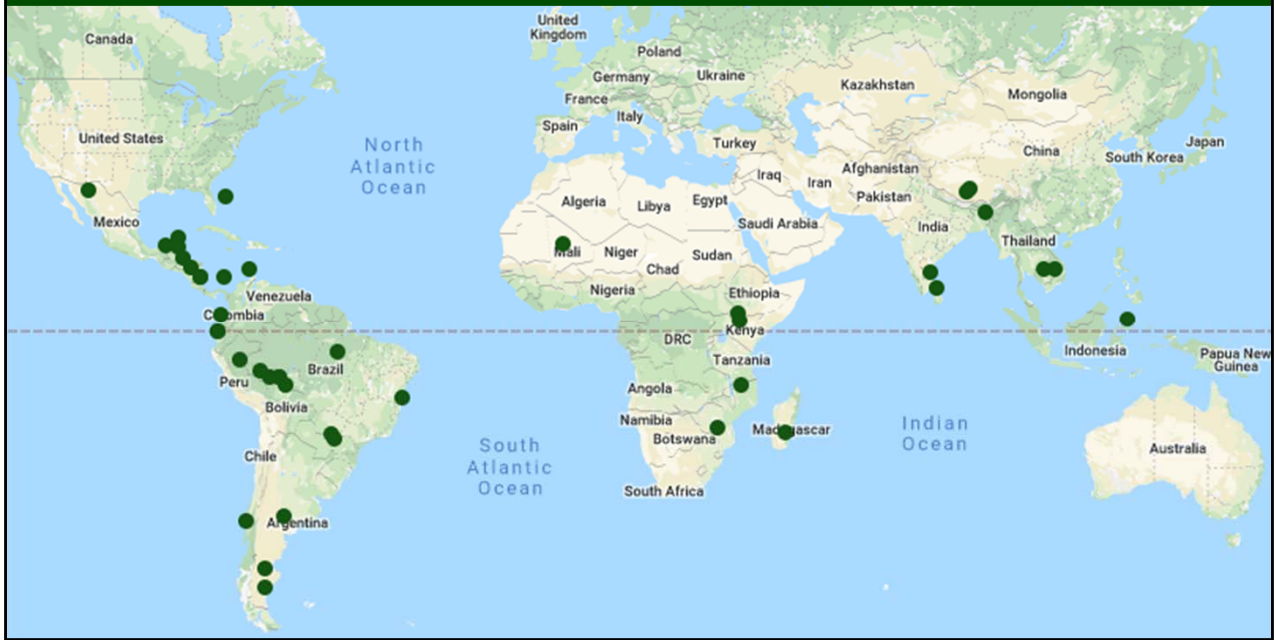 Canada
United
Kingdom
Poland
Germany
Ukraine
Kazakhstan
Mongolia
France
Italy
Spain
United States
North
Atlantic
Ocean
Turkey
Japan
China
South Korea
Afghanistan
Iraq
Iran
Pakistan
Algeria
Libya
Egypt
Mexico
Saudi Arabia
India
Thailand
Mali
Niger
Sudan
Chad
Nigeria
Ethiopia
Venezuela
Colombia
Kenya
DRC
Indonesia
Papua New
Guinea
Tanzania
Brazil
Peru
Angola
Bolivia
Namibia
Madagascar
Botswana
Indian
Ocean
South
Atlantic
Ocean
Chile
Australia
South Africa
Argentina